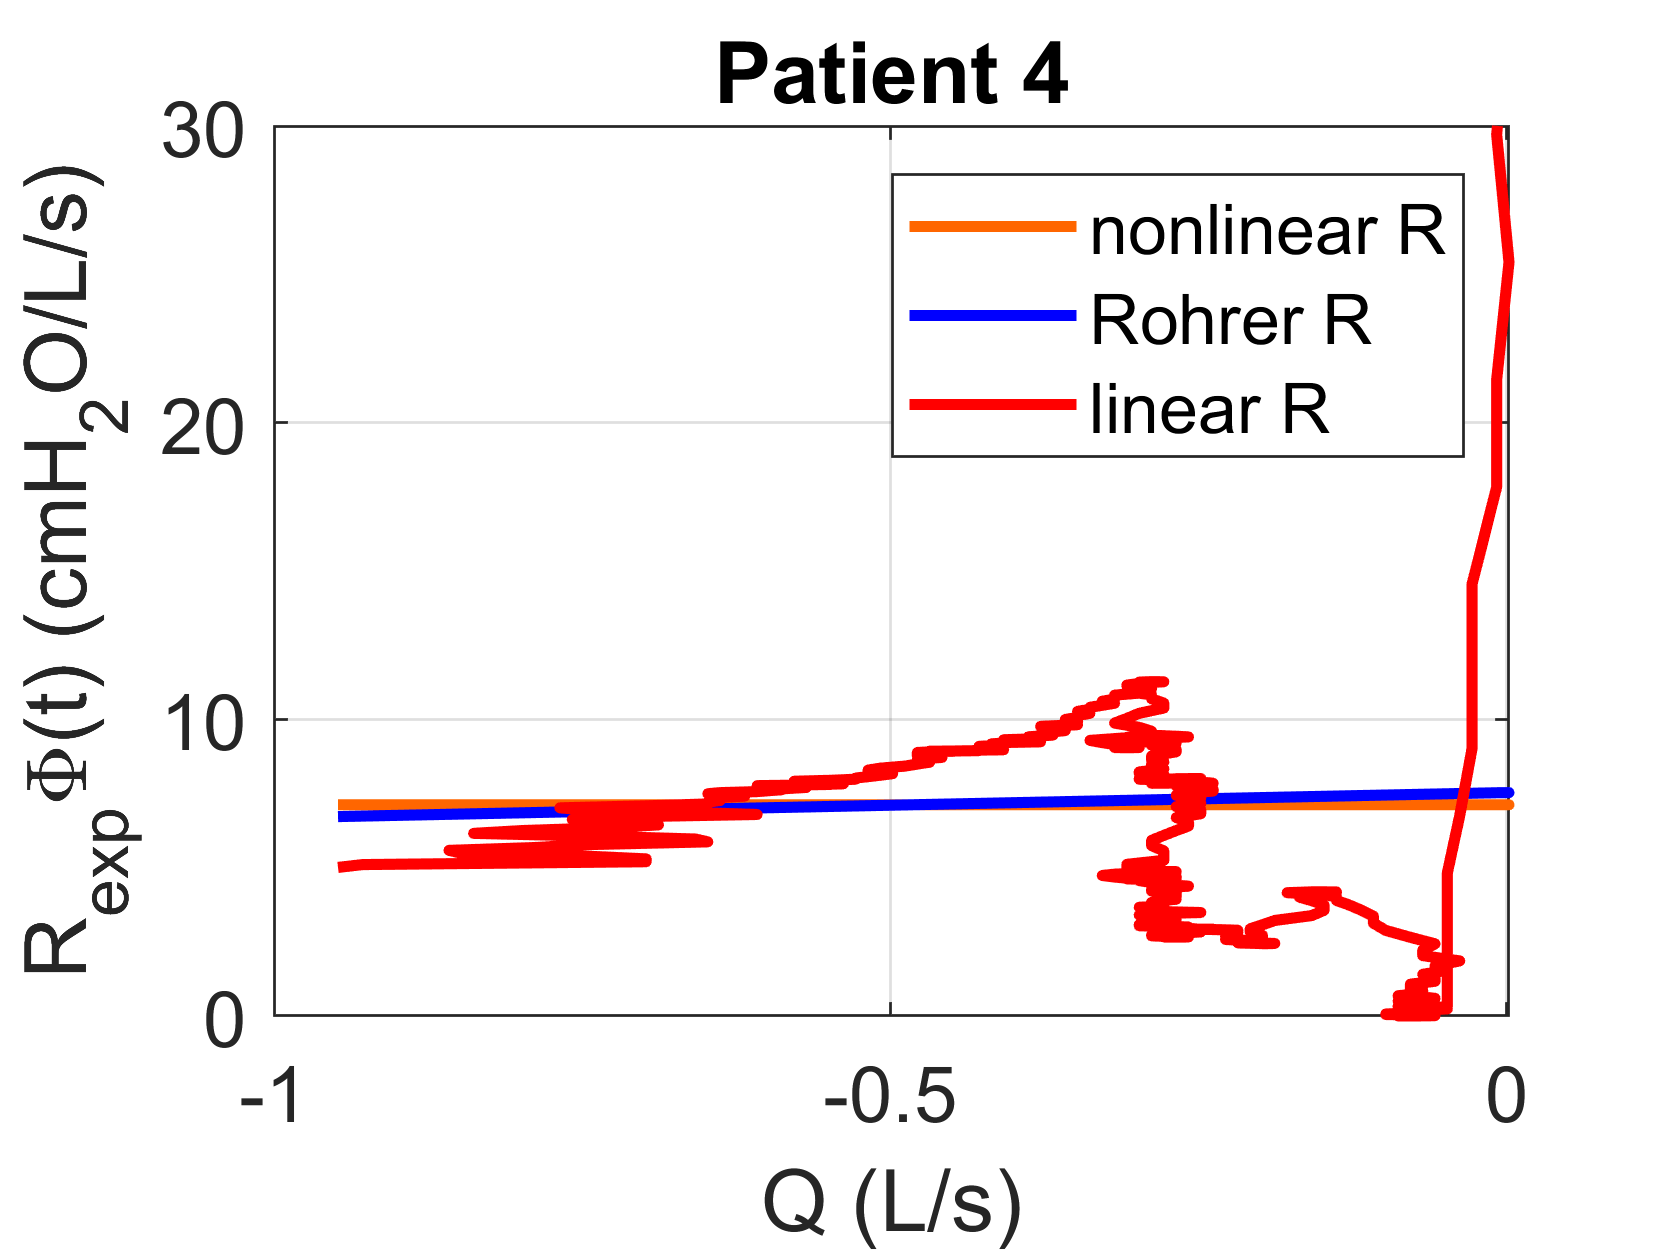 Patient 4
R_exp Φ(t) (cmH_2O/L/s)
30
20
10
0
nonlinear R
Rohrer R
linear R
-1
-0.5
0
Q (L/s)